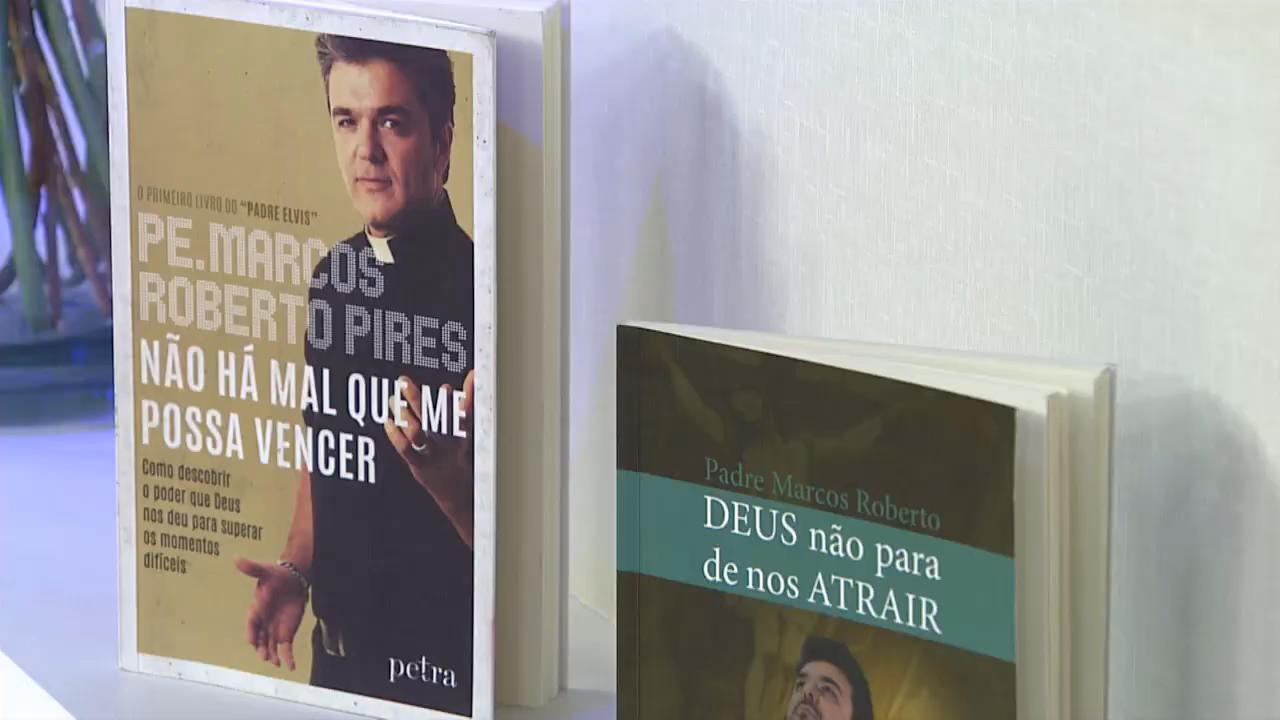 O PRIMEIRO LIVRO DO "PADRE ELVIS"
PE.MARCOS
ROBERTO PIRES
NÃO HÁ MAL QUE ME
POSSA VENCER
Como descobrir
o poder que Deus
nos deu para superar
os momentos
difíceis
petra
Padre Marcos Roberto
DEUS não para
de nos ATRAIR